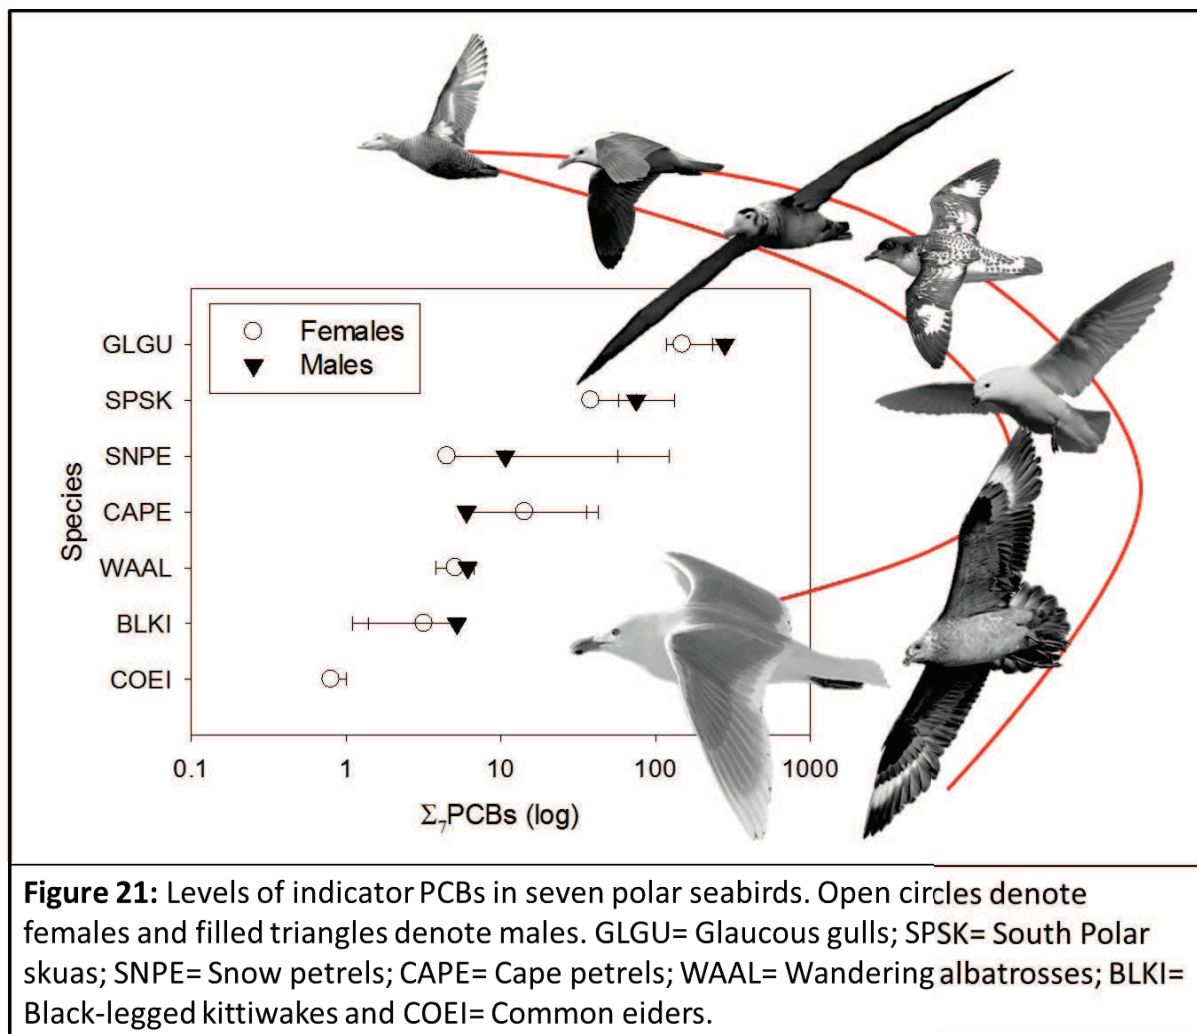 Females
Males
GLGU
SPSK
SNPE
CAPE
WAAL
BLKI
COEI
Species
0.1 1 10 100 1000
Σ₇PCBs (log)
Figure 21: Levels of indicator PCBs in seven polar seabirds. Open circles denote
females and filled triangles denote males. GLGU= Glaucous gulls; SPSK= South Polar
skuas; SNPE= Snow petrels; CAPE= Cape petrels; WAAL= Wandering albatrosses; BLKI=
Black-legged kittiwakes and COEI= Common eiders.